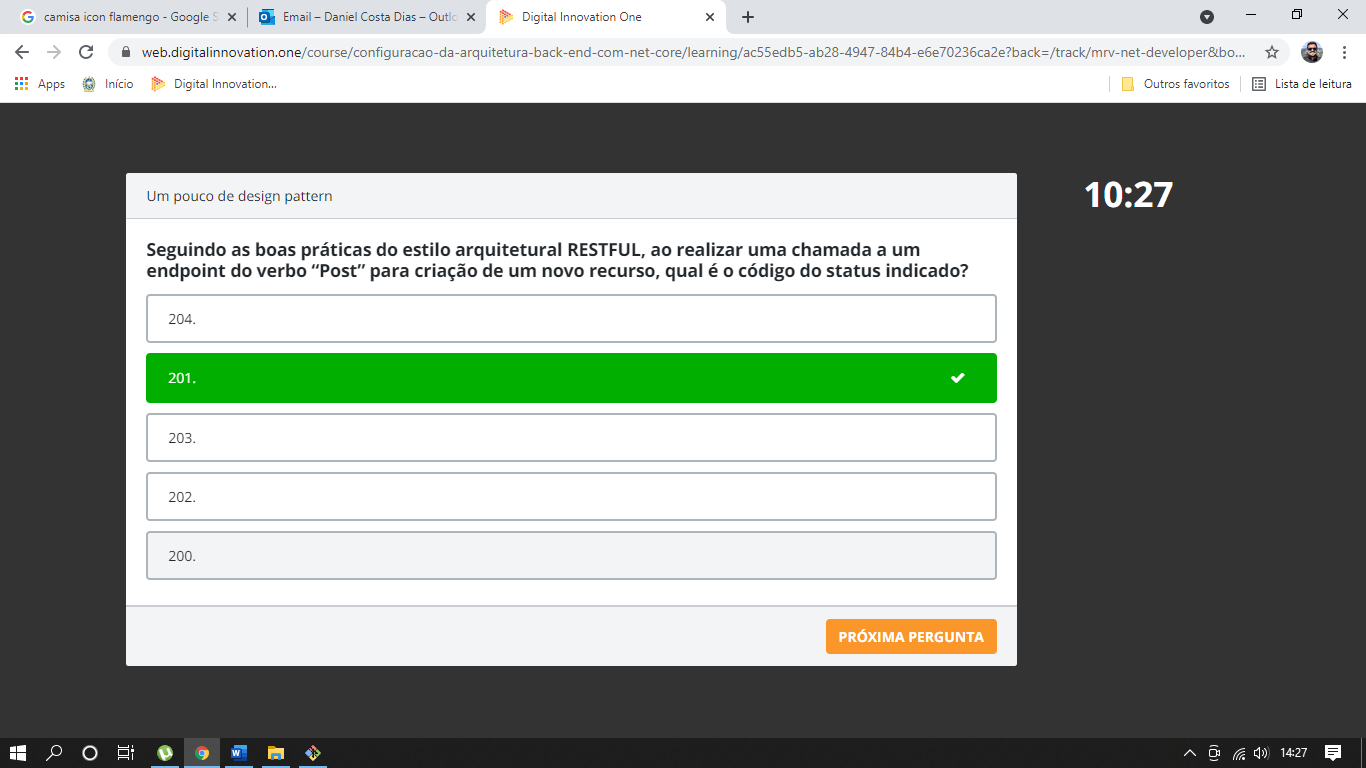 camisa icon flamengo - Google S
Email – Daniel Costa Dias – Outlo
Digital Innovation One
web.digitalinnovation.one/course/configuracao-da-arquitetura-back-end-com-net-core/learning/ac55edb5-ab28-4947-84b4-e6e70236ca2e?back=/track/mrv-net-developer&bo...
Apps
Início
Digital Innovation...
Outros favoritos
Lista de leitura
Um pouco de design pattern
10:27
Seguindo as boas práticas do estilo arquitetural RESTFUL, ao realizar uma chamada a um
endpoint do verbo “Post” para criação de um novo recurso, qual é o código do status indicado?
204.
201.
203.
202.
200.
PRÓXIMA PERGUNTA
14:27